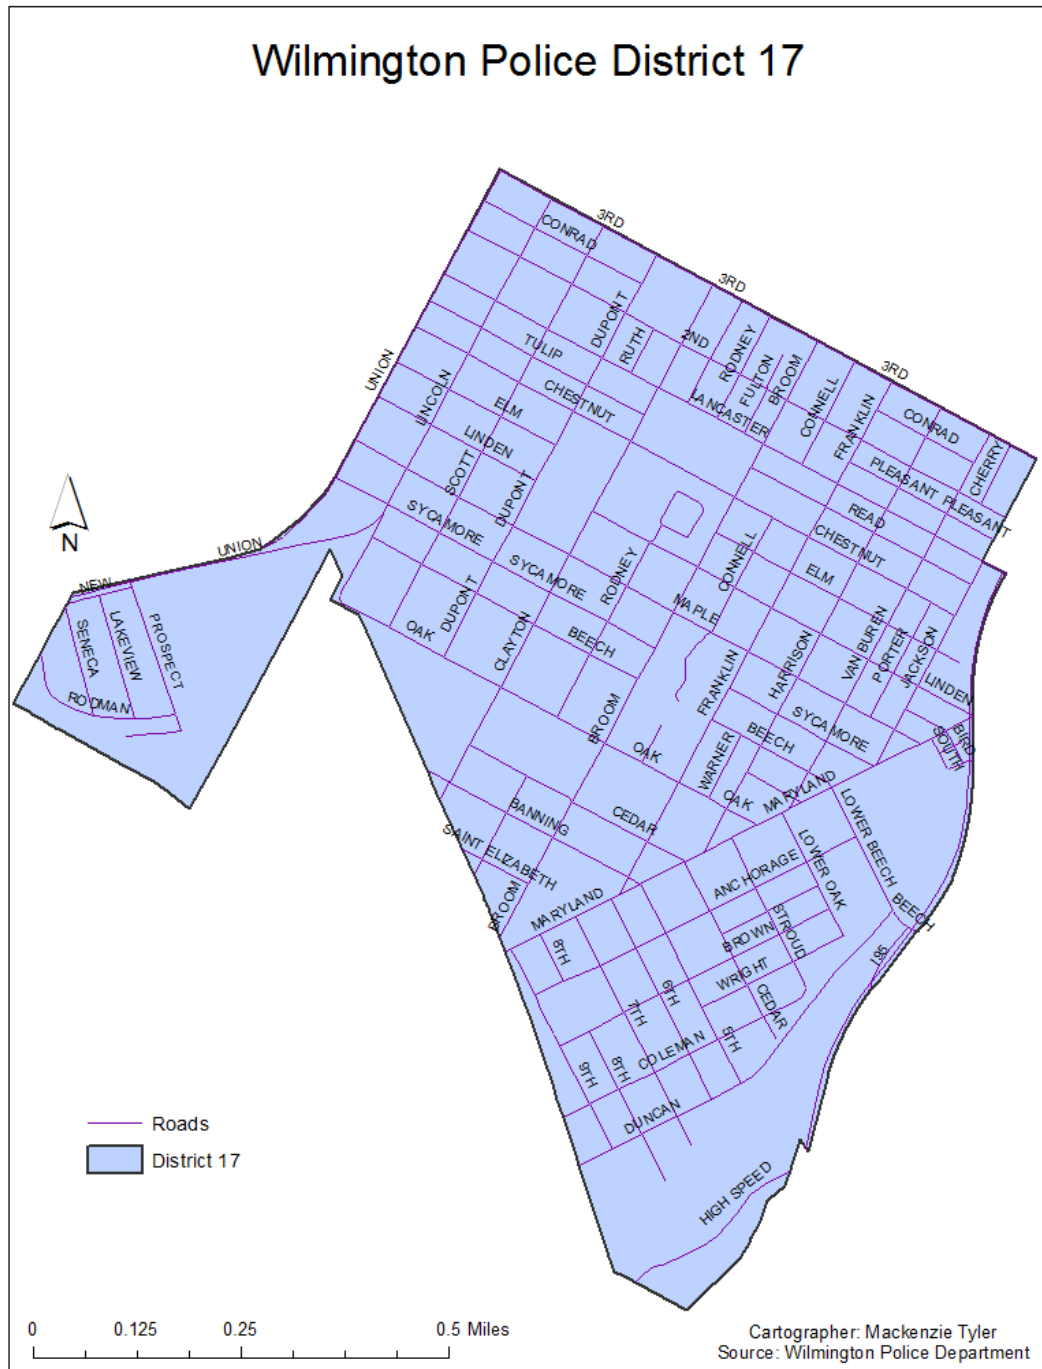 Wilmington Police District 17
3RD
CONRAD
3RD
DUPONT
RUTH
2ND
RODNEY
FULTON
BROOM
3RD
UNION
TULIP
LINCOLN
CHESTNUT
LANCASTER
CONNELL
FRANKLIN
CONRAD
CHERRY
ELM
LINDEN
SCOTT
DUPONT
PLEASANT
PLEASANT
READ
CHESTNUT
SYCAMORE
SYCAMORE
RODNEY
CONNELL
ELM
N
UNION
NEW
SENECA
LAKEVIEW
PROSPECT
RODMAN
OAK
DUPONT
CLAYTON
BEECH
MAPLE
FRANKLIN
HARRISON
VAN BUREN
PORTER
JACKSON
LINDEN
BROOM
OAK
WARNER
BEECH
SYCAMORE
SOUTH
BIRD
OAK
MARYLAND
BANNING
CEDAR
SAINT ELIZABETH
BROOM
MARYLAND
ANCHORAGE
LOWER OAK
LOWER BEECH
BEECH
8TH
BROWN
STROUD
I95
WRIGHT
6TH
7TH
CEDAR
5TH
COLEMAN
9TH
8TH
DUNCAN
HIGH SPEED
Roads
District 17
0 0.125 0.25 0.5 Miles
Cartographer: Mackenzie Tyler
Source: Wilmington Police Department